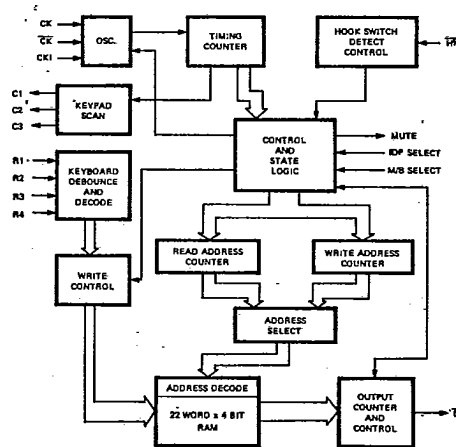 CK
CK
CKI
OSC.
TIMING
COUNTER
HOOK SWITCH
DETECT
CONTROL
C1
C2
C3
KEYPAD
SCAN
R1
R2
R3
R4
KEYBOARD
DEBOUNCE
AND
DECODE
CONTROL
AND
STATE
LOGIC
MUTE
IDP SELECT
M/B SELECT
WRITE
CONTROL
READ ADDRESS
COUNTER
WRITE ADDRESS
COUNTER
ADDRESS
SELECT
ADDRESS DECODE
22 WORD x 4 BIT
RAM
OUTPUT
COUNTER
AND
CONTROL